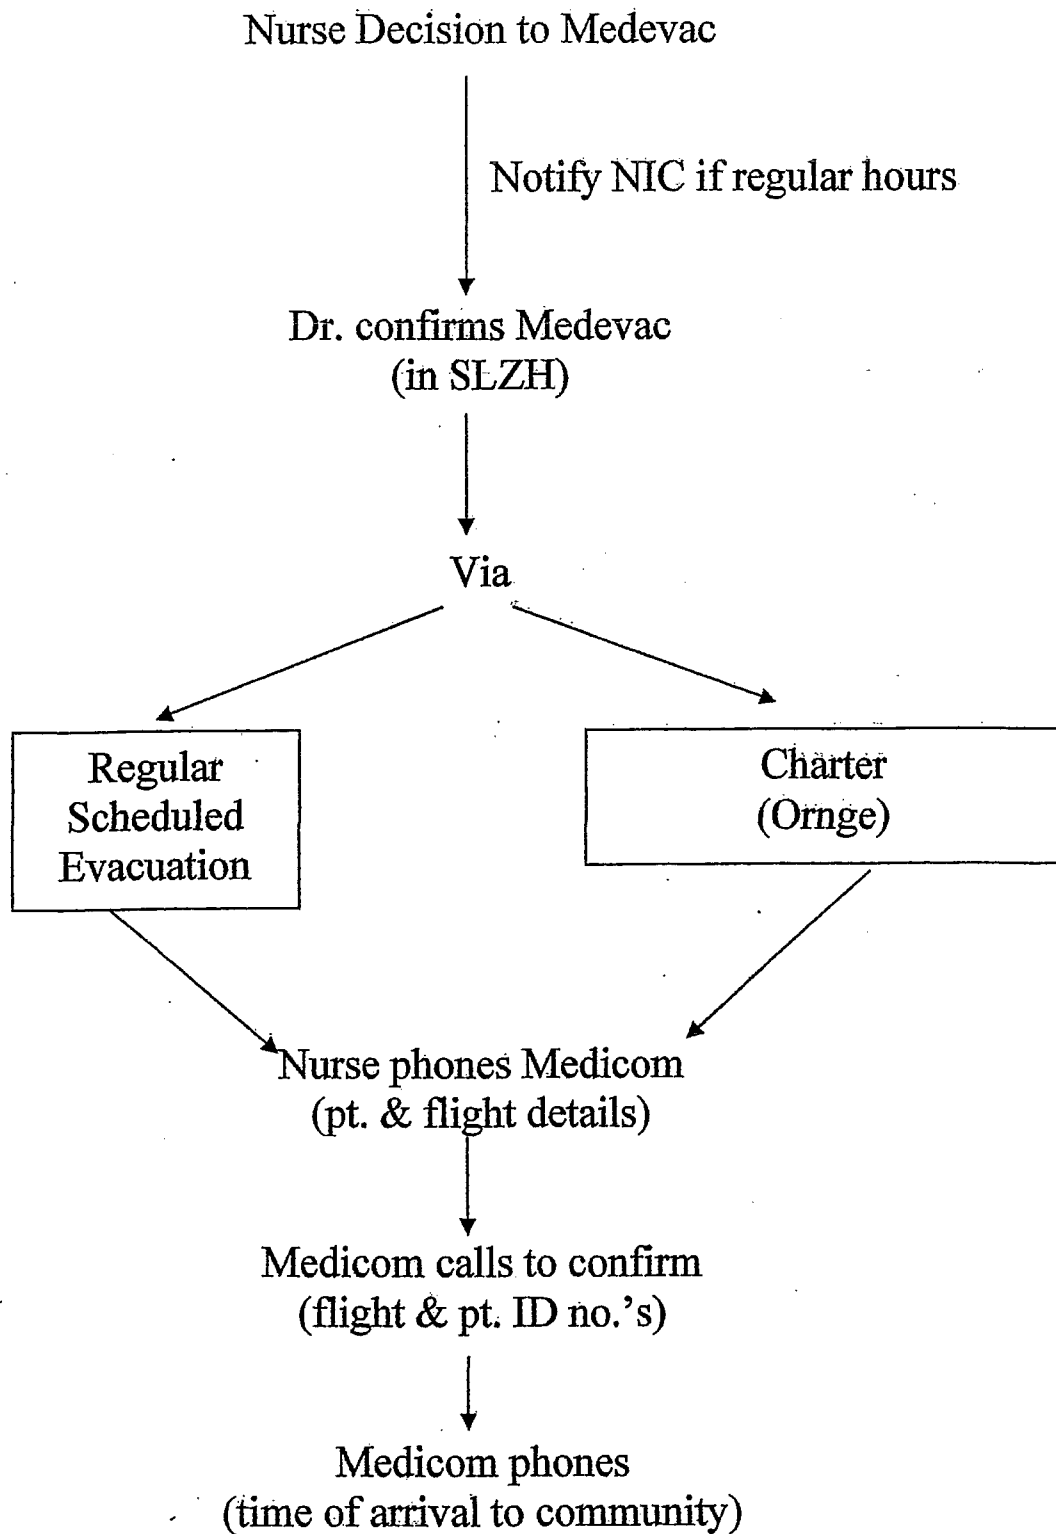 Nurse Decision to Medevac
Notify NIC if regular hours
Dr. confirms Medevac
(in SLZH)
Via
Regular
Scheduled
Evacuation
Charter
(Ornge)
Nurse phones Medicom
(pt. & flight details)
Medicom calls to confirm
(flight & pt. ID no.'s)
Medicom phones
(time of arrival to community)